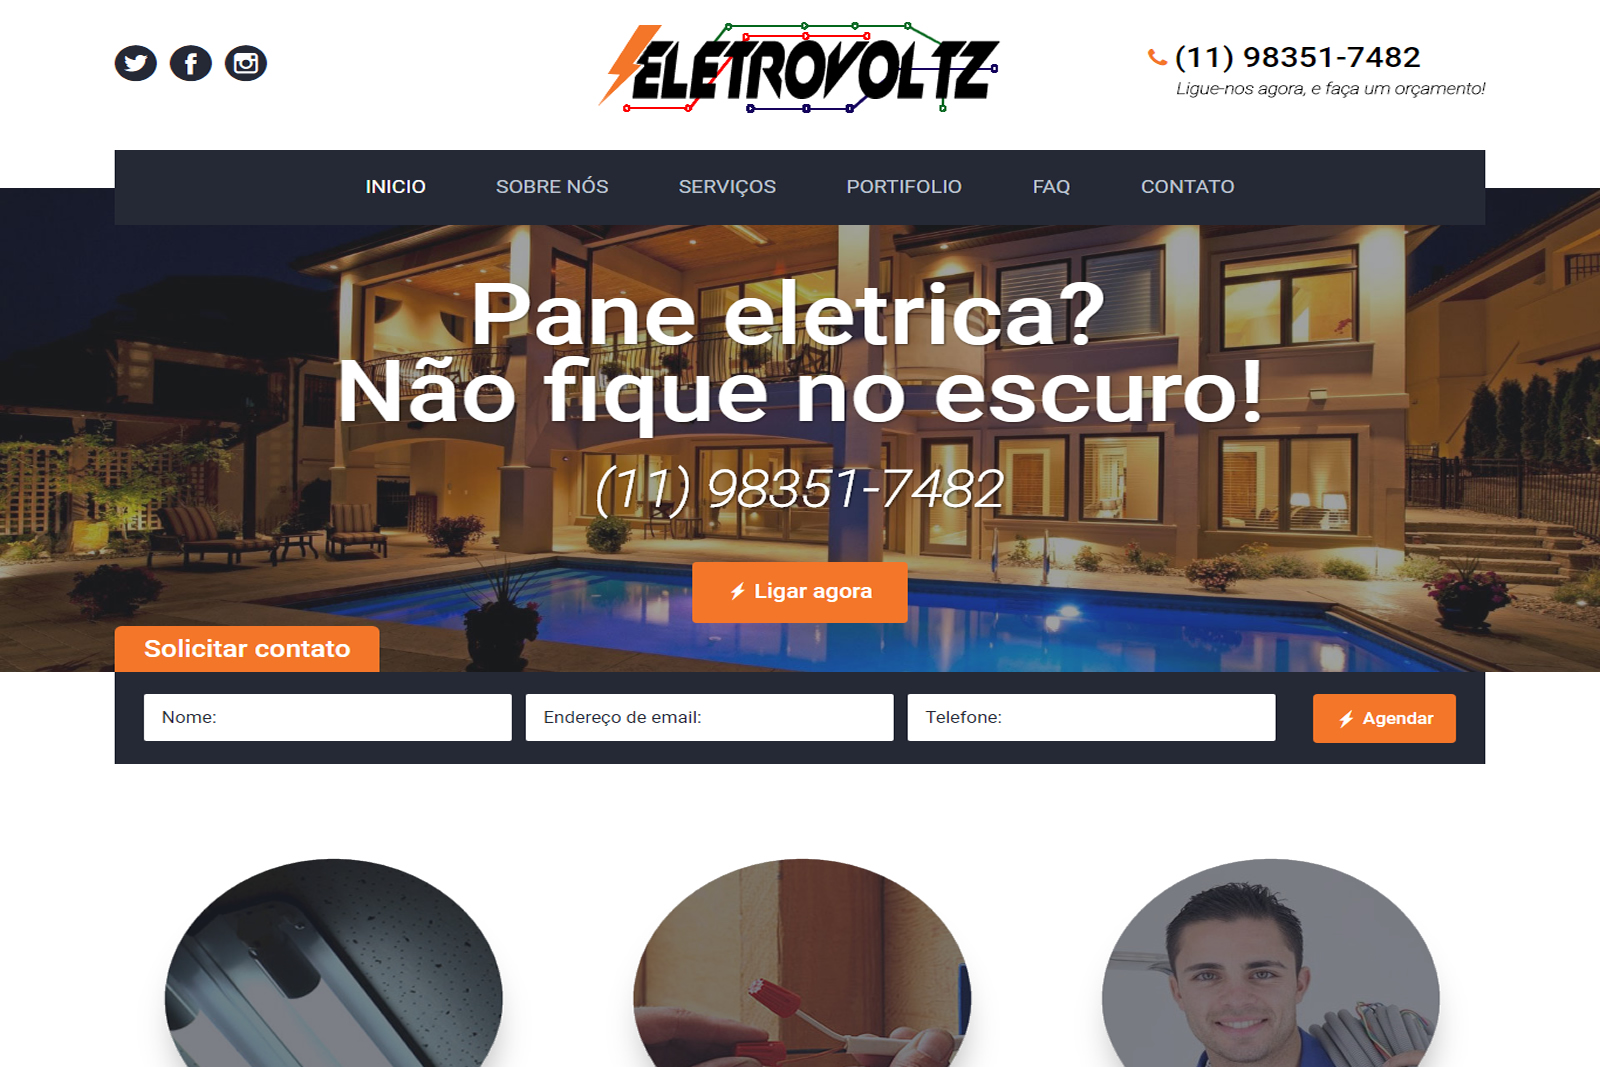 ELETROVOLTZ
(11) 98351-7482
Ligue-nos agora, e faça um orçamento!
INICIO
SOBRE NÓS
SERVIÇOS
PORTIFOLIO
FAQ
CONTATO
Pane eletrica?
Não fique no escuro!
(11) 98351-7482
Ligar agora
Solicitar contato
Nome:
Endereço de email:
Telefone:
Agendar